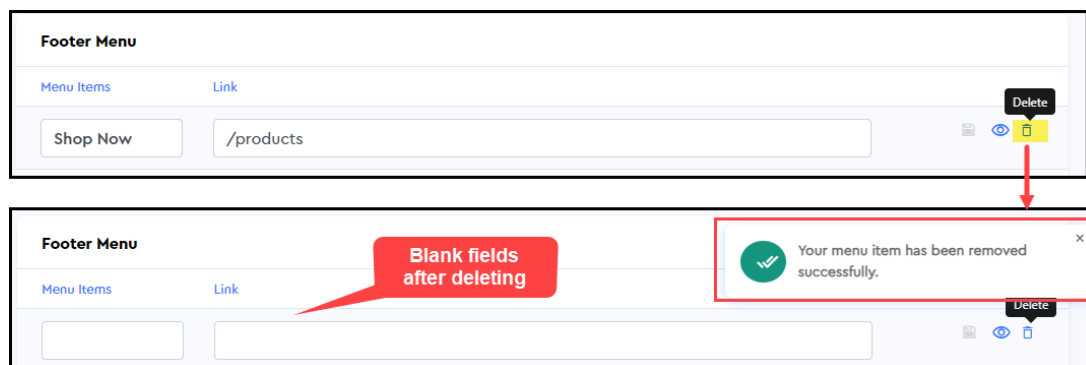 Footer Menu
Menu Items Link
Delete
Shop Now /products
Footer Menu
Blank fields
after deleting
Your menu item has been removed
successfully.
Menu Items Link
Delete